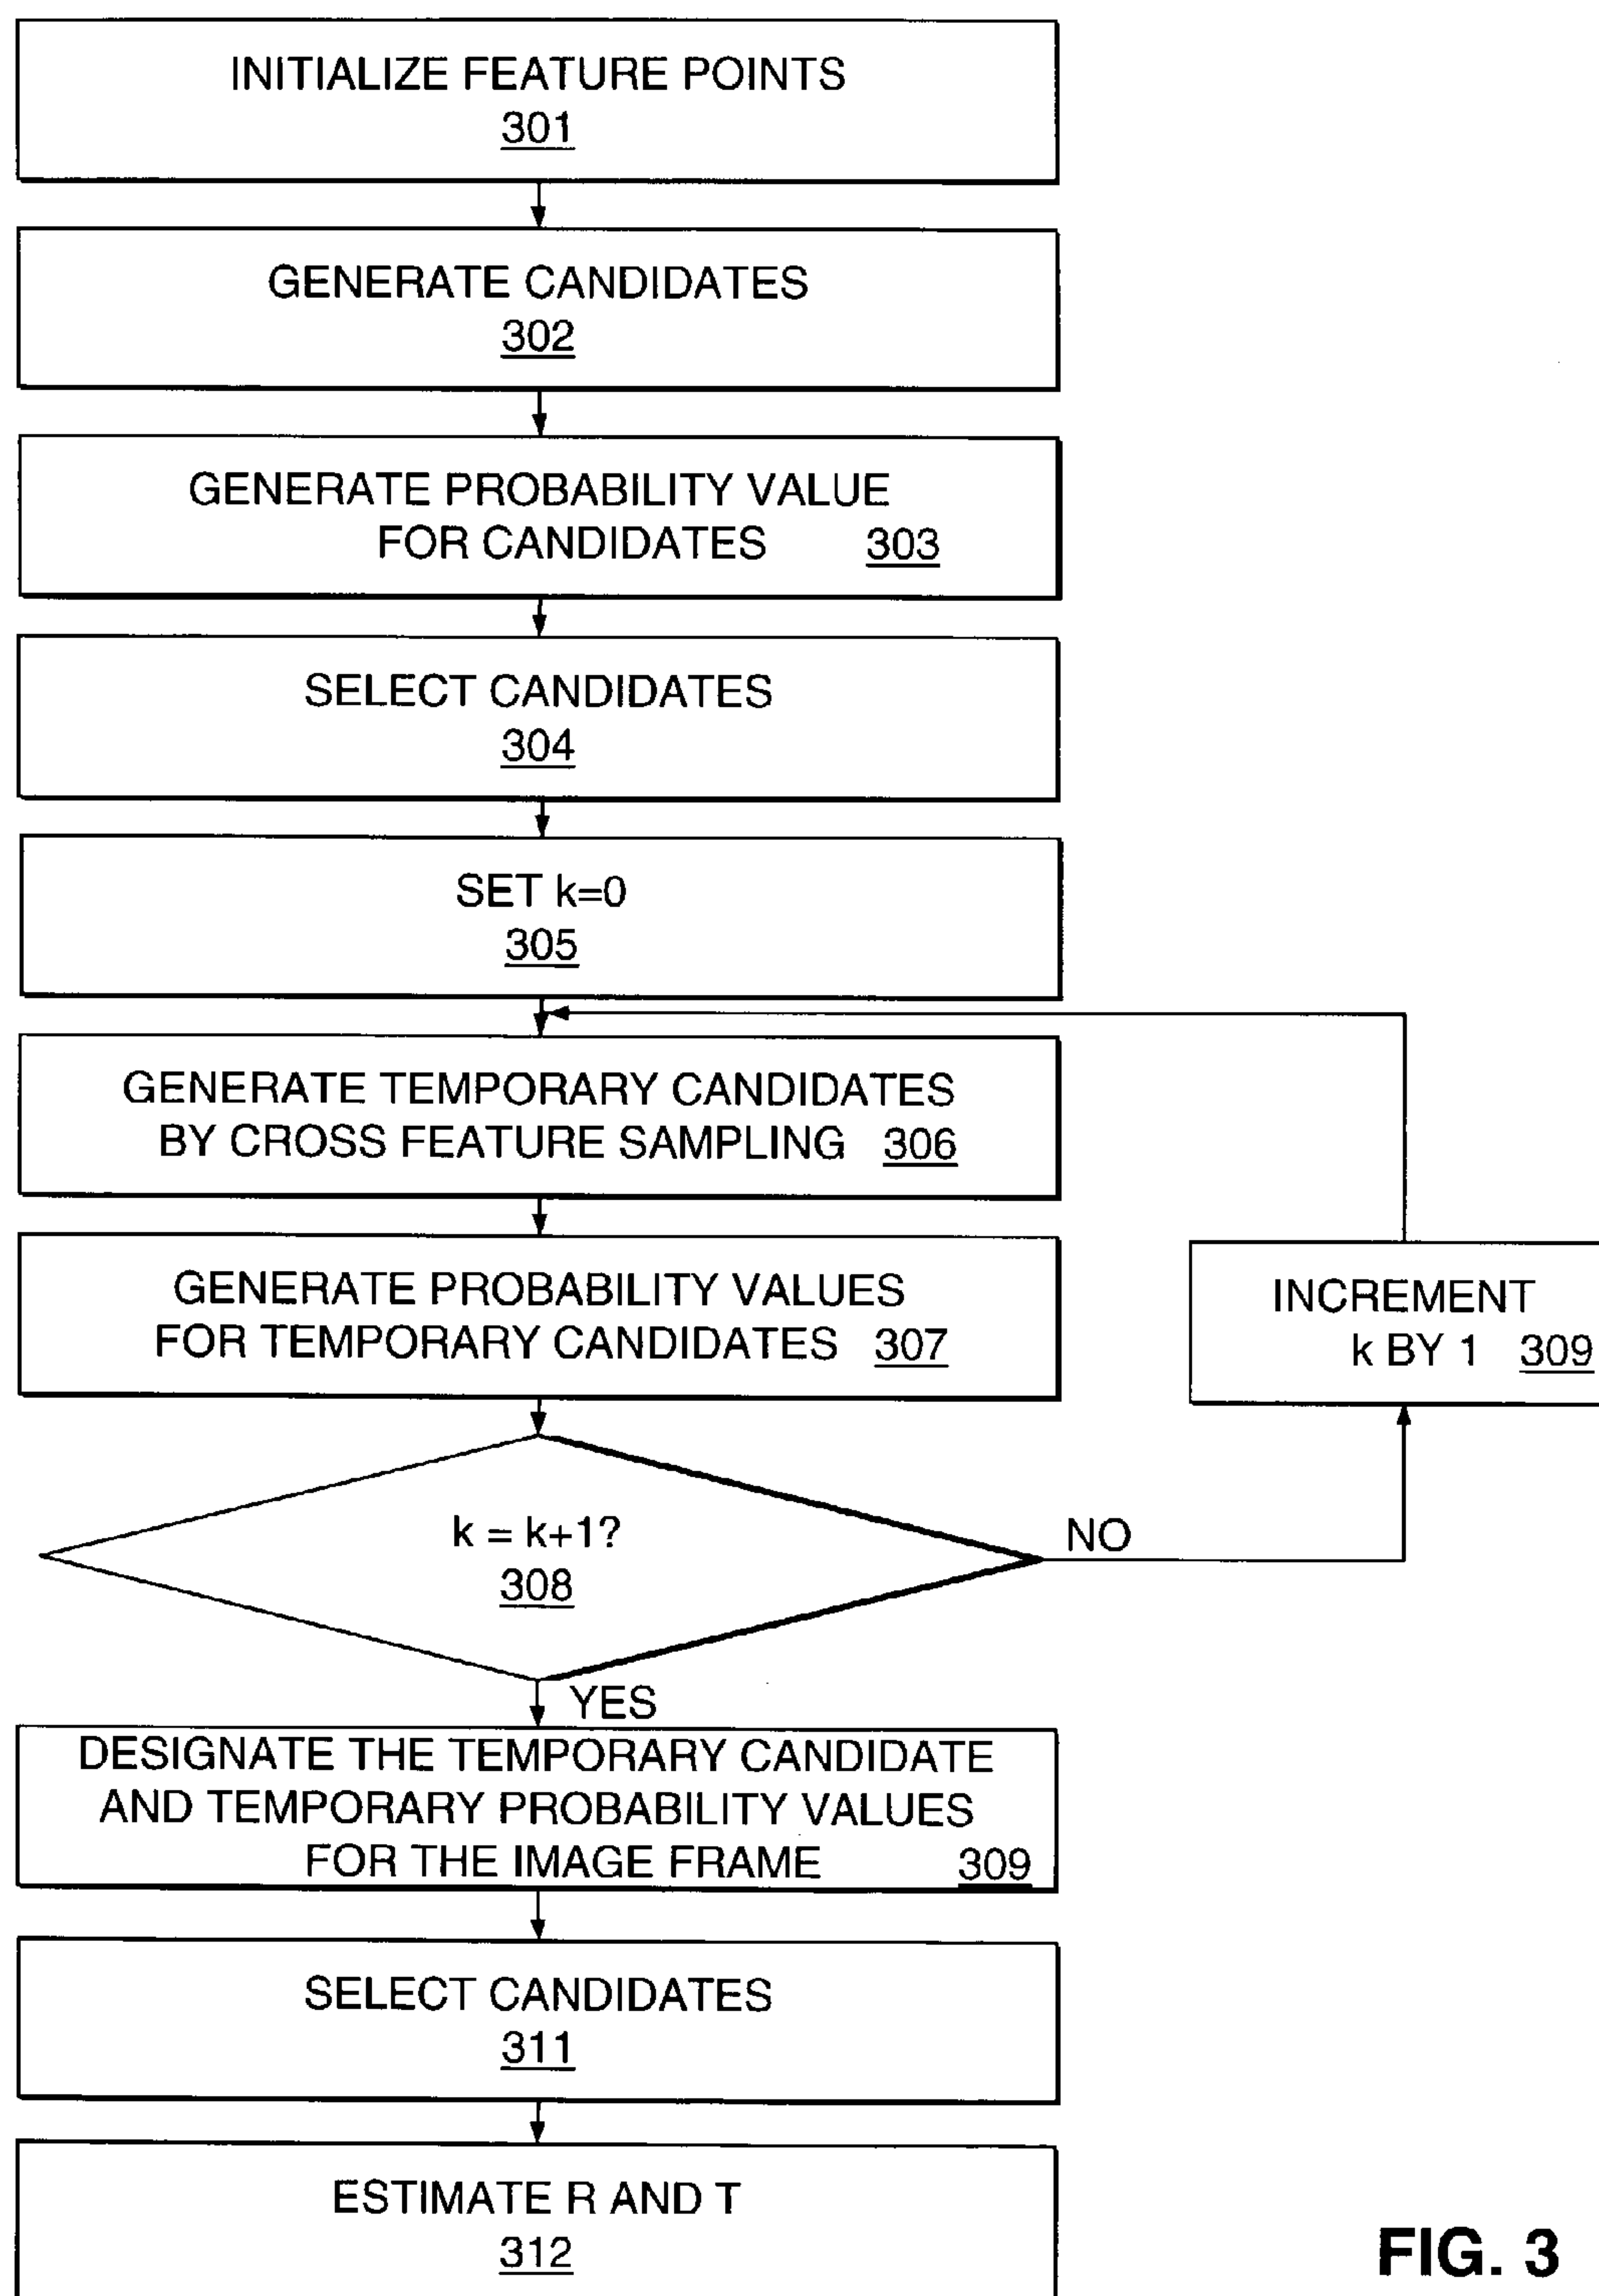 INITIALIZE FEATURE POINTS
301
GENERATE CANDIDATES
302
GENERATE PROBABILITY VALUE
FOR CANDIDATES 303
SELECT CANDIDATES
304
SET k=0
305
GENERATE TEMPORARY CANDIDATES
BY CROSS FEATURE SAMPLING 306
GENERATE PROBABILITY VALUES
FOR TEMPORARY CANDIDATES 307
INCREMENT
k BY 1 309
k = k+1?
308
NO
YES
DESIGNATE THE TEMPORARY CANDIDATE
AND TEMPORARY PROBABILITY VALUES
FOR THE IMAGE FRAME 309
SELECT CANDIDATES
311
ESTIMATE R AND T
312
FIG. 3